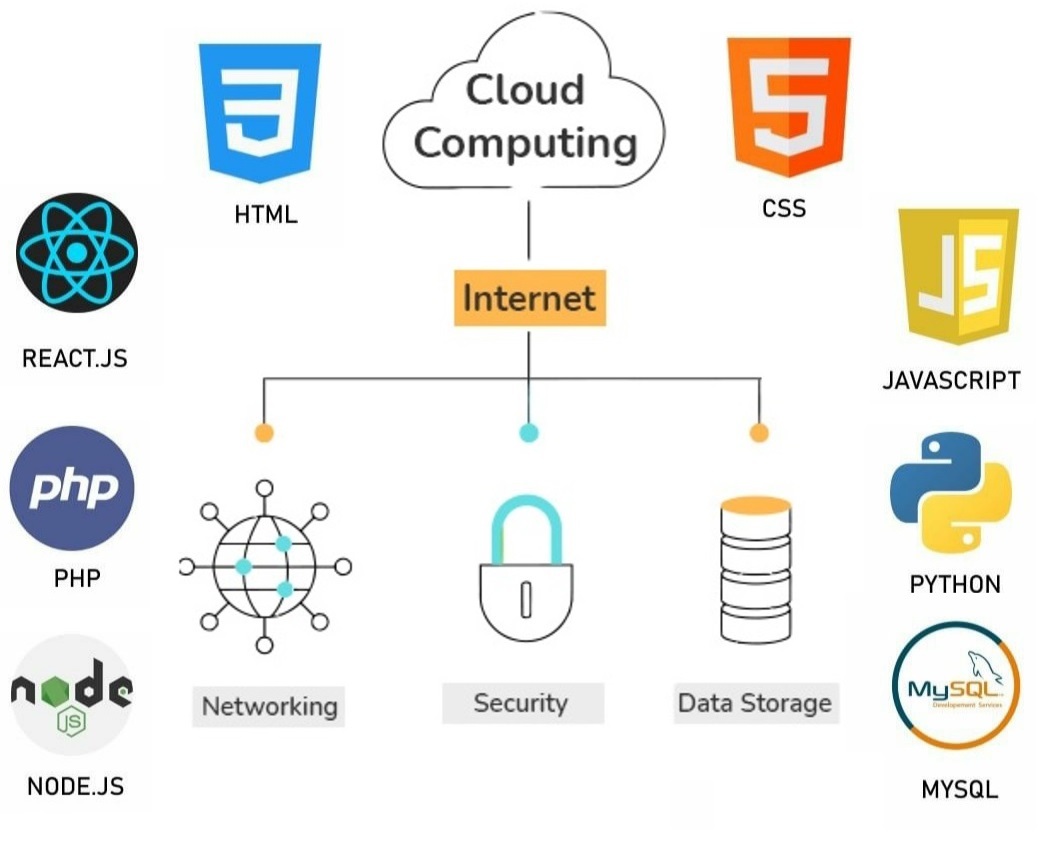 Cloud
Computing
3
HTML
5
CSS
REACT.JS
Internet
JS
JAVASCRIPT
php
PHP
PYTHON
node
JS
NODE.JS
Networking
Security
Data Storage
MySQL
Developement Services
MYSQL